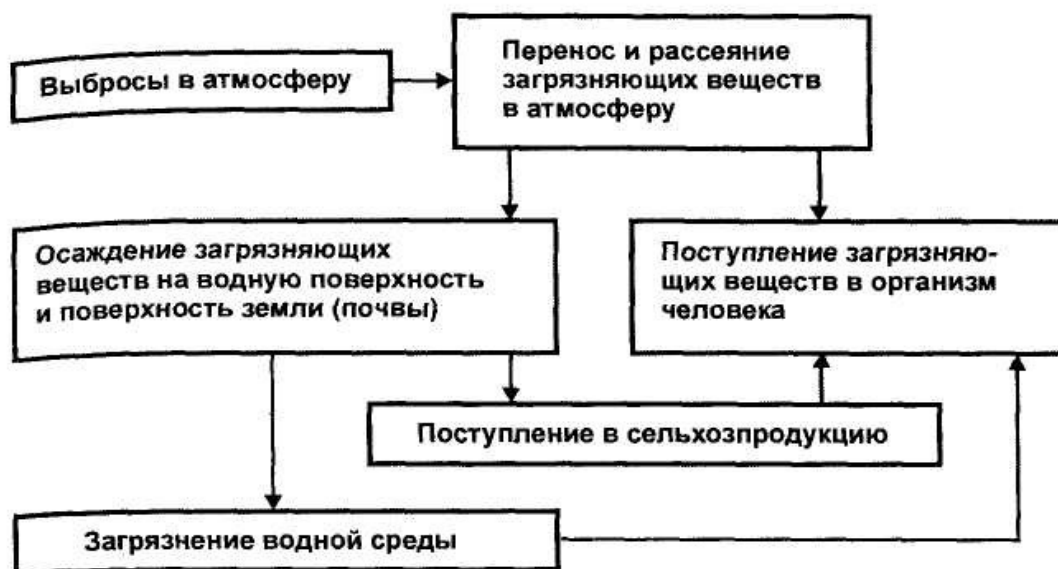 Выбросы в атмосферу
Перенос и рассеяние
загрязняющих веществ
в атмосферу
Осаждение загрязняющих
веществ на водную поверхность
и поверхность земли (почвы)
Поступление загрязняю-
щих веществ в организм
человека
Поступление в сельхозпродукцию
Загрязнение водной среды